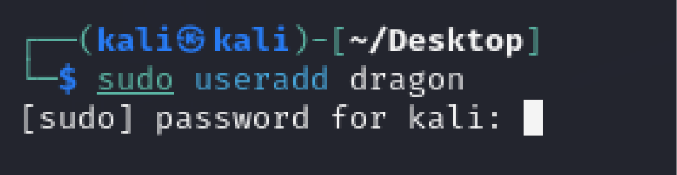 ┌──(kali㉿kali)-[~/Desktop]
└─$ sudo useradd dragon
[sudo] password for kali: